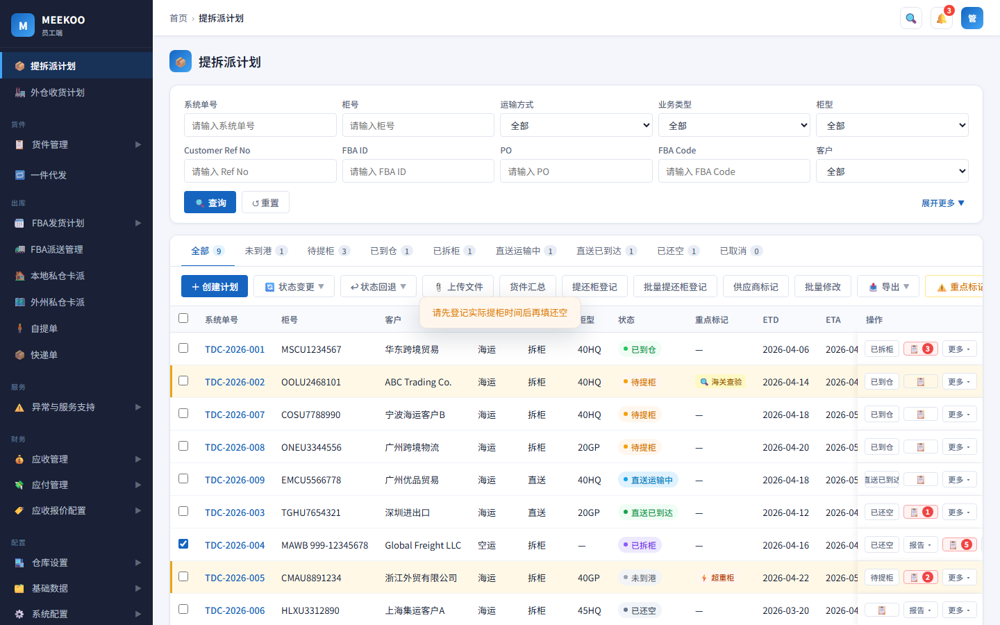 M MEEKOO
员工端
提拆派计划
外仓收货计划
货件
货件管理
一件代发
出库
FBA发货计划
FBA派送管理
本地私仓卡派
外州私仓卡派
自提单
快递单
服务
异常与服务支持
财务
应收管理
应付管理
应收报价配置
配置
仓库设置
基础数据
系统配置
首页 › 提拆派计划
3
管
提拆派计划
系统单号 柜号 运输方式 业务类型 柜型
请输入系统单号 请输入柜号 全部 全部 全部
Customer Ref No FBA ID PO FBA Code 客户
请输入 Ref No 请输入 FBA ID 请输入 PO 请输入 FBA Code 全部
查询 ↺ 重置 展开更多 ▼
全部 9 未到港 1 待提柜 3 已到仓 1 已拆柜 1 直送运输中 1 直送已到达 1 已还空 1 已取消 0
＋创建计划 状态变更 ▼ ↩ 状态回退 ▼ 上传文件 货件汇总 提还柜登记 批量提还柜登记 供应商标记 批量修改 导出 ▼ 重点标记
请先登记实际提柜时间后再填还空
系统单号 柜号 客户 柜型 状态 重点标记 ETD ETA 操作
TDC-2026-001 MSCU1234567 华东跨境贸易 海运 拆柜 40HQ 已到仓 — 2026-04-06 2026-04 已拆柜 3 更多
TDC-2026-002 OOLU2468101 ABC Trading Co. 海运 拆柜 40HQ 待提柜 海关查验 2026-04-14 2026-04 已到仓 更多
TDC-2026-007 COSU7788990 宁波海运客户B 海运 拆柜 40HQ 待提柜 — 2026-04-18 2026-05 已到仓 更多
TDC-2026-008 ONEU3344556 广州跨境物流 海运 拆柜 20GP 待提柜 — 2026-04-20 2026-05 已到仓 更多
TDC-2026-009 EMCU5566778 广州优品贸易 海运 直送 40HQ 直送运输中 — 2026-04-18 2026-05 直送已到达 更多
TDC-2026-003 TGHU7654321 深圳进出口 海运 直送 20GP 直送已到达 — 2026-04-12 2026-04 已还空 1 更多
TDC-2026-004 MAWB 999-12345678 Global Freight LLC 空运 拆柜 — 已拆柜 — 2026-04-16 2026-04 已还空 报告 5
TDC-2026-005 CMAU8891234 浙江外贸有限公司 海运 拆柜 40GP 未到港 超重柜 2026-04-22 2026-05 待提柜 2 更多
TDC-2026-006 HLXU3312890 上海集运客户A 海运 拆柜 45HQ 已还空 — 2026-03-20 2026-04 报告 更多